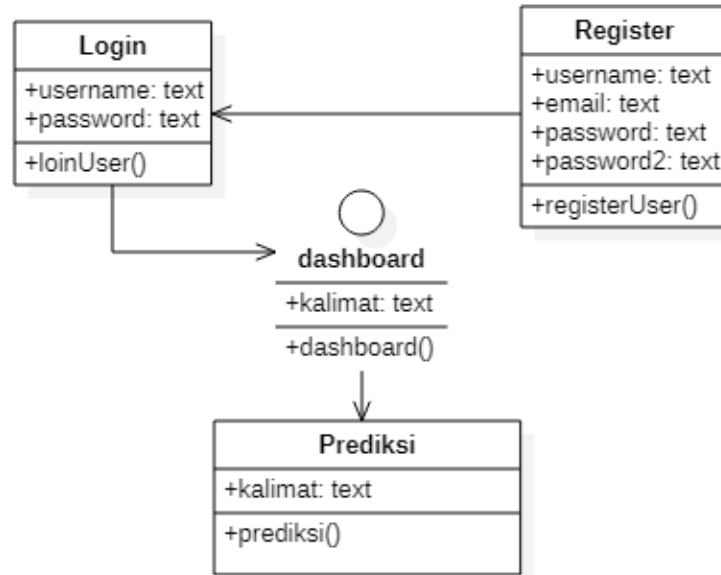 Login
+username: text
+password: text
+loinUser()
Register
+username: text
+email: text
+password: text
+password2: text
+registerUser()
dashboard
+kalimat: text
+dashboard()
Prediksi
+kalimat: text
+prediksi()